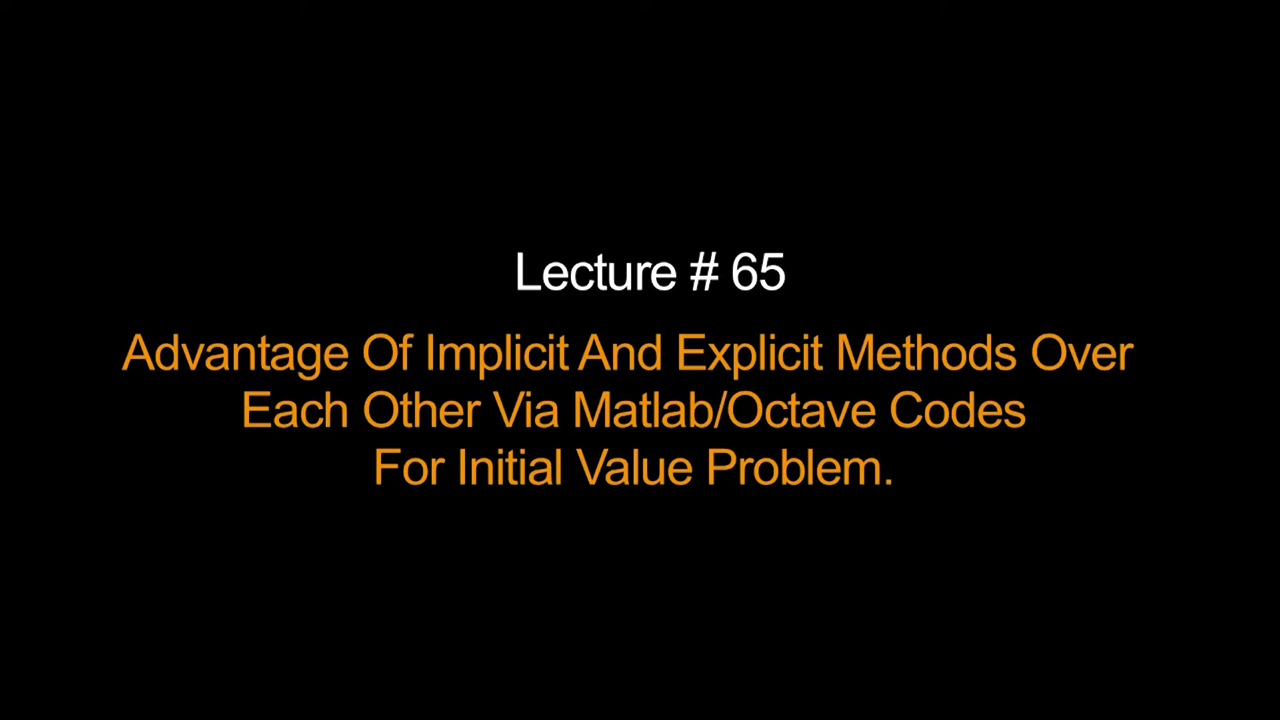 Lecture # 65
Advantage Of Implicit And Explicit Methods Over
Each Other Via Matlab/Octave Codes
For Initial Value Problem.